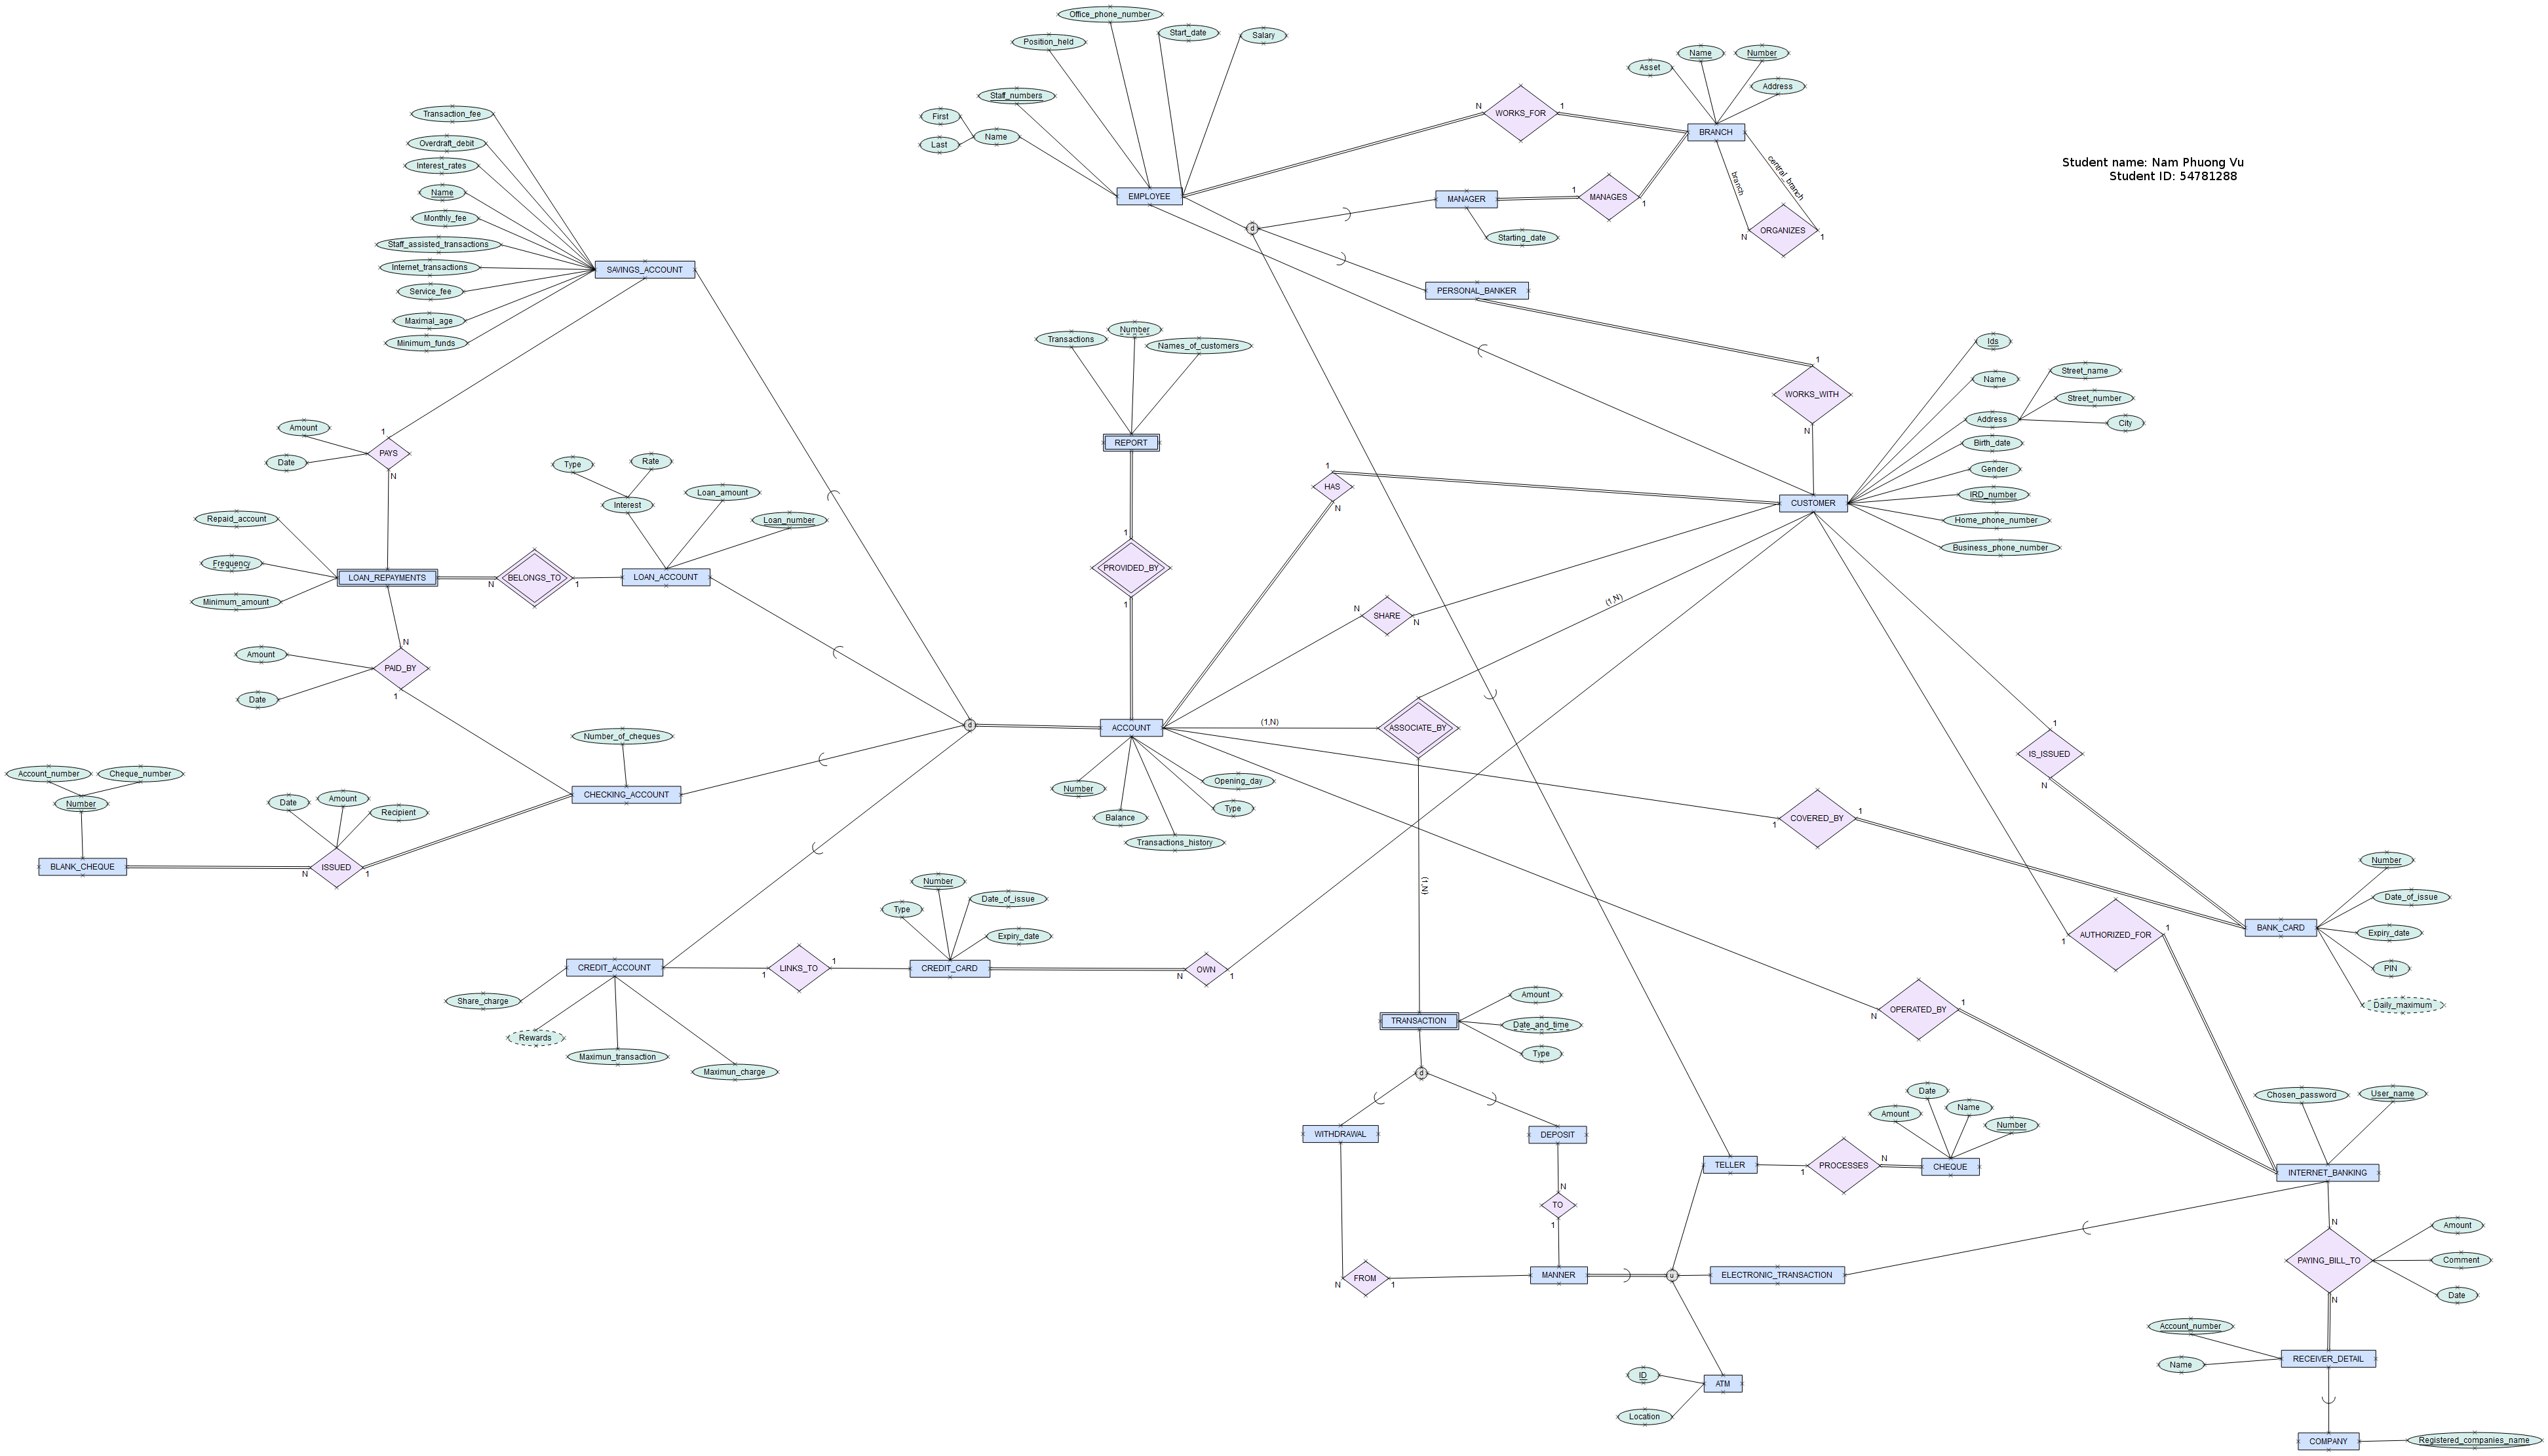 Office_phone_number
Start_date
Salary
Position_held
Name
Number
Asset
Address
Staff_numbers
First
Last
Name
Transaction_fee
Overdraft_debit
Interest_rates
Name
Monthly_fee
Staff_assisted_transactions
Internet_transactions
Service_fee
Maximal_age
Minimum_funds
SAVINGS_ACCOUNT
EMPLOYEE
N
WORKS_FOR
1
BRANCH
Student name: Nam Phuong Vu
Student ID: 54781288
MANAGER
1
MANAGES
1
branch
central_branch
N
ORGANIZES
1
Starting_date
d
PERSONAL_BANKER
Transactions
Number
Names_of_customers
REPORT
1
WORKS_WITH
N
Ids
Name
Address
Street_name
Street_number
City
Birth_date
Gender
IRD_number
Home_phone_number
Business_phone_number
CUSTOMER
1
HAS
N
Amount
Date
1
PAYS
N
Type
Rate
Interest
Loan_amount
Loan_number
Repaid_account
Frequency
Minimum_amount
LOAN_REPAYMENTS
N
BELONGS_TO
1
LOAN_ACCOUNT
1
PROVIDED_BY
1
N
SHARE
N
(1,N)
Amount
Date
N
PAID_BY
1
d
ACCOUNT
(1,N)
ASSOCIATE_BY
(1,N)
1
IS_ISSUED
N
Number_of_cheques
CHECKING_ACCOUNT
Account_number
Cheque_number
Number
Date
Amount
Recipient
BLANK_CHEQUE
N
ISSUED
1
Number
Balance
Transactions_history
Opening_day
Type
1
COVERED_BY
1
Number
Date_of_issue
Expiry_date
PIN
Daily_maximum
BANK_CARD
1
AUTHORIZED_FOR
1
Type
Number
Date_of_issue
Expiry_date
CREDIT_ACCOUNT
1
LINKS_TO
1
CREDIT_CARD
N
OWN
1
Share_charge
Rewards
Maximun_transaction
Maximun_charge
TRANSACTION
Amount
Date_and_time
Type
N
OPERATED_BY
1
d
WITHDRAWAL
DEPOSIT
N
TO
1
TELLER
1
PROCESSES
N
CHEQUE
Amount
Date
Name
Number
Chosen_password
User_name
INTERNET_BANKING
N
FROM
1
MANNER
u
ELECTRONIC_TRANSACTION
N
PAYING_BILL_TO
N
Amount
Comment
Date
Account_number
Name
RECEIVER_DETAIL
ID
Location
ATM
COMPANY
Registered_companies_name